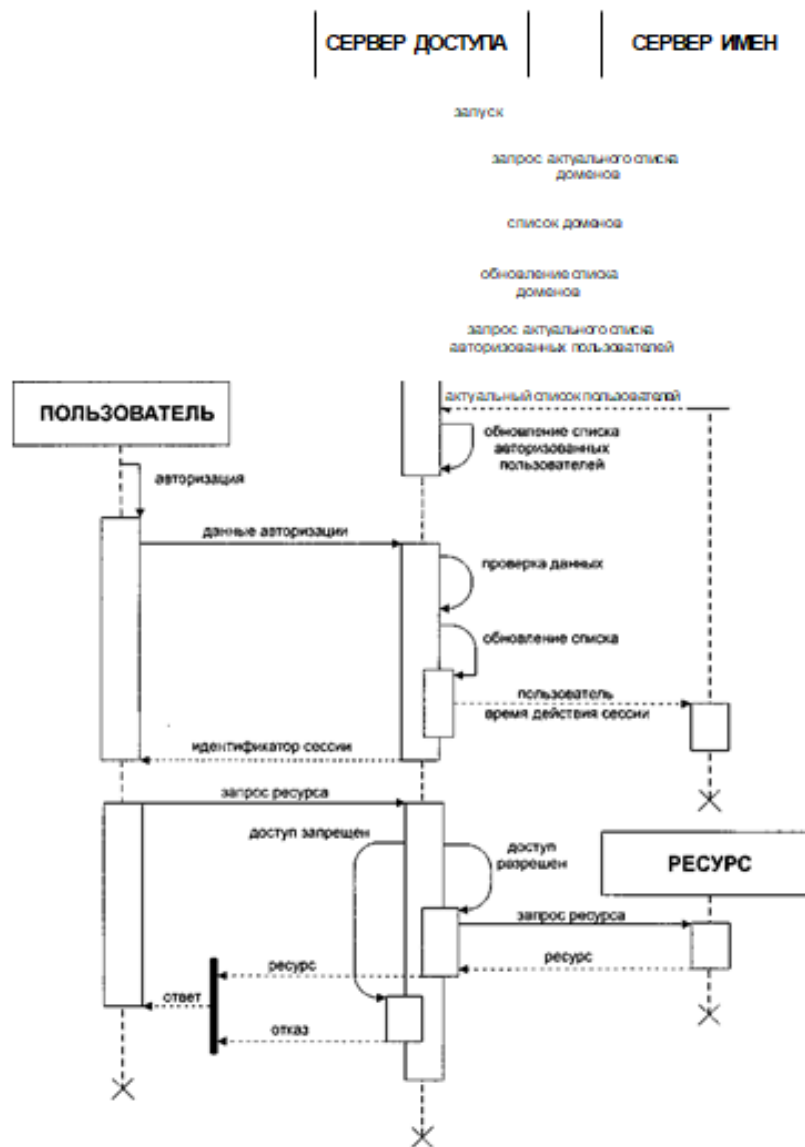 СЕРВЕР ДОСТУПА
СЕРВЕР ИМЕН
запуск
запрос актуального списка
доменов
список доменов
обновление списка
доменов
запрос актуального списка
авторизованных пользователей
актуальный список пользователей
ПОЛЬЗОВАТЕЛЬ
обновление списка
авторизованных
пользователей
авторизация
данные авторизации
проверка данных
обновление списка
пользователь
время действия сессии
идентификатор сессии
запрос ресурса
доступ запрещен
доступ
разрешен
РЕСУРС
запрос ресурса
ресурс
ресурс
ответ
отказ